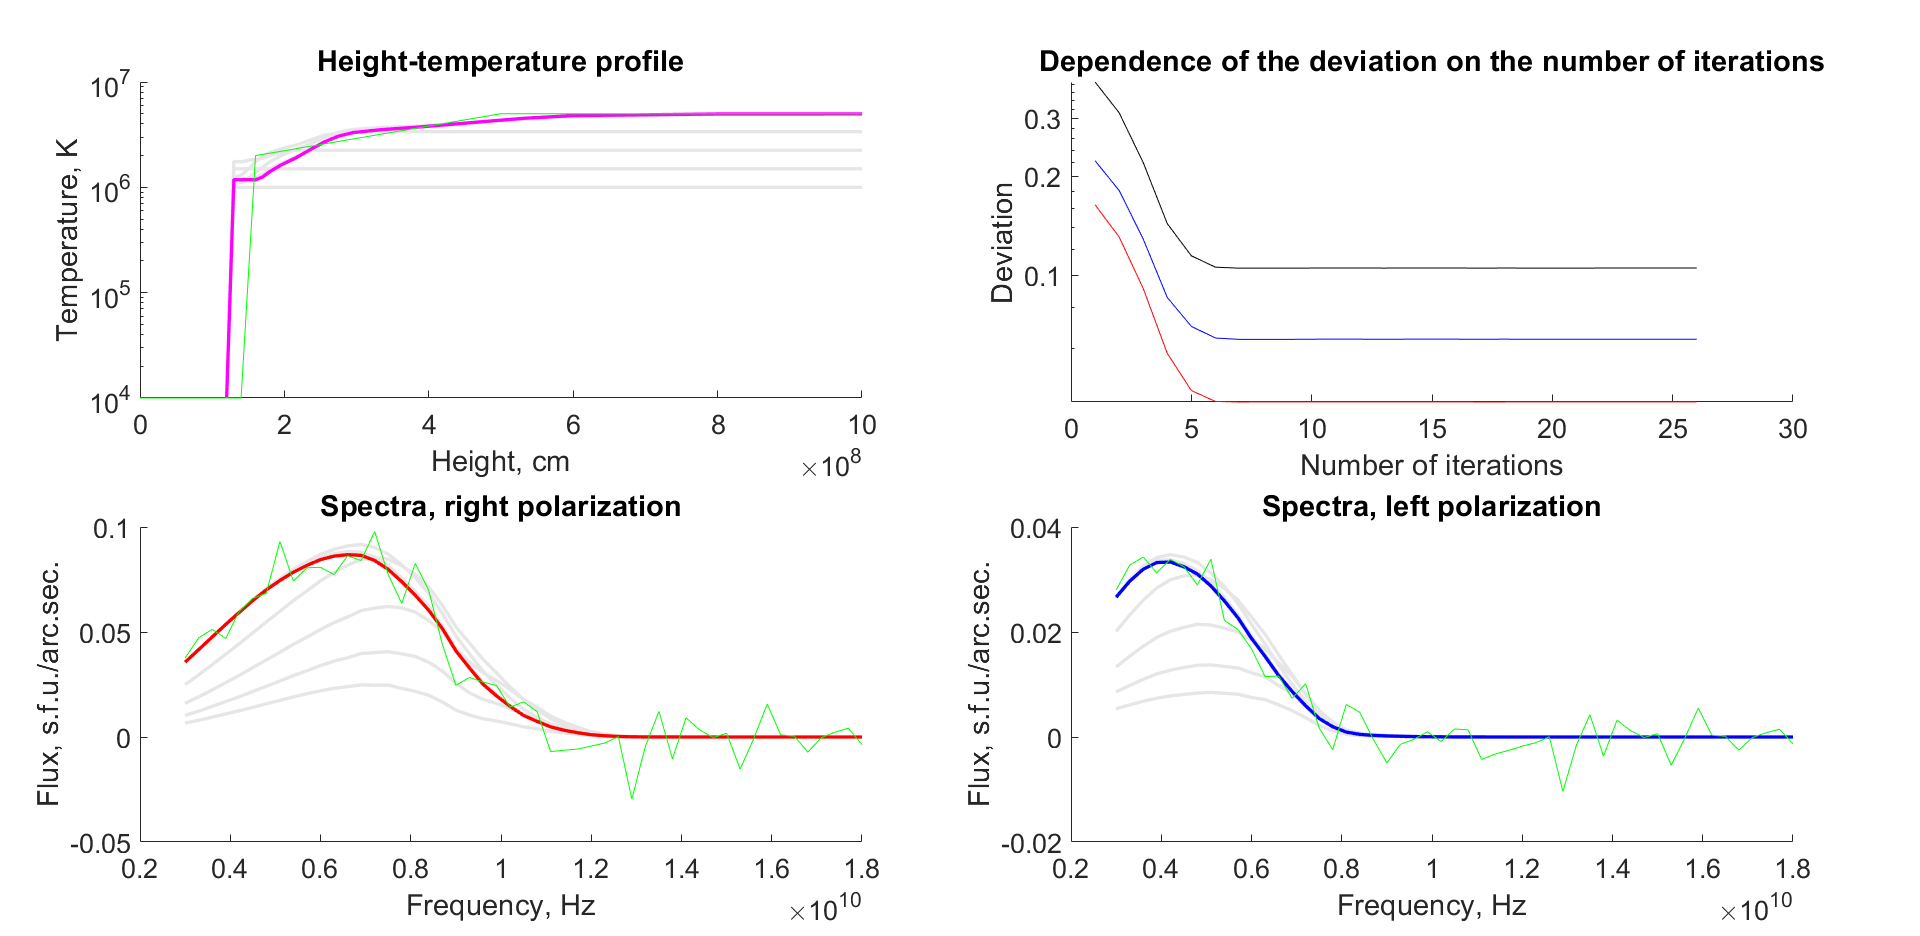 Height-temperature profile
10^7
10^6
10^5
10^4
Temperature, K
0 2 4 6 8 10
Height, cm
×10^8
Dependence of the deviation on the number of iterations
0.3
0.2
0.1
Deviation
0 5 10 15 20 25 30
Number of iterations
Spectra, right polarization
0.1
0.05
0
-0.05
Flux, s.f.u./arc.sec.
0.2 0.4 0.6 0.8 1 1.2 1.4 1.6 1.8
Frequency, Hz
×10^10
Spectra, left polarization
0.04
0.02
0
-0.02
Flux, s.f.u./arc.sec.
0.2 0.4 0.6 0.8 1 1.2 1.4 1.6 1.8
Frequency, Hz
×10^10